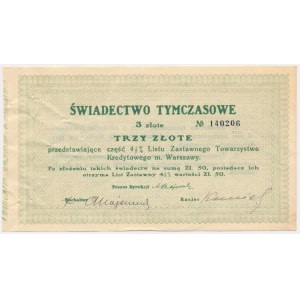 ŚWIADECTWO TYMCZASOWE
3 złote № 140206
TRZY ZŁOTE
przedstawiające część 4½% Listu Zastawnego Towarzystwa
Kredytowego m. Warszawy.
Po złożeniu takich świadectw na sumę Zł. 50, posiadacz ich
otrzyma List Zastawny 4½% wartości Zł. 50.
Prezes Dyrekcji
Buchalter
Kasjer